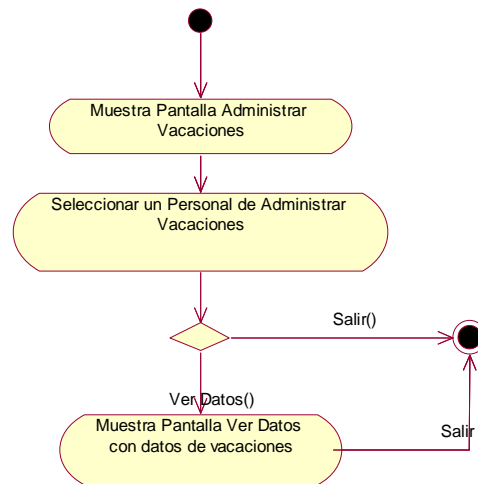 Muestra Pantalla Administrar
Vacaciones
Seleccionar un Personal de Administrar
Vacaciones
Salir()
Ver Datos()
Muestra Pantalla Ver Datos
con datos de vacaciones
Salir